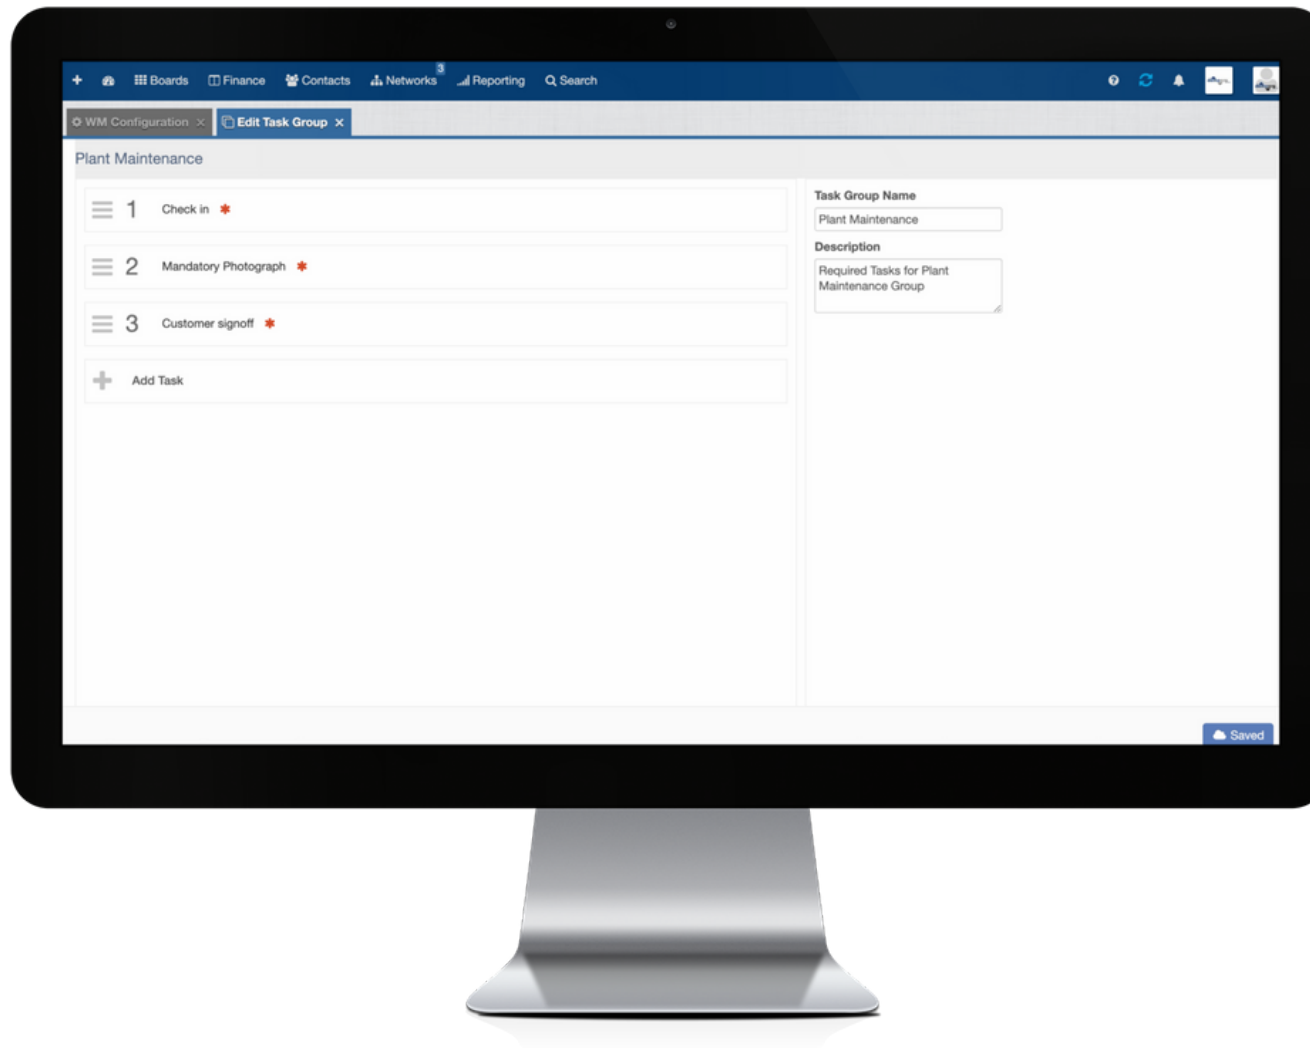 Boards Finance Contacts Networks 3 Reporting Search
WM Configuration Edit Task Group
Plant Maintenance
1 Check in *
2 Mandatory Photograph *
3 Customer signoff *
Add Task
Task Group Name
Plant Maintenance
Description
Required Tasks for Plant
Maintenance Group
Saved